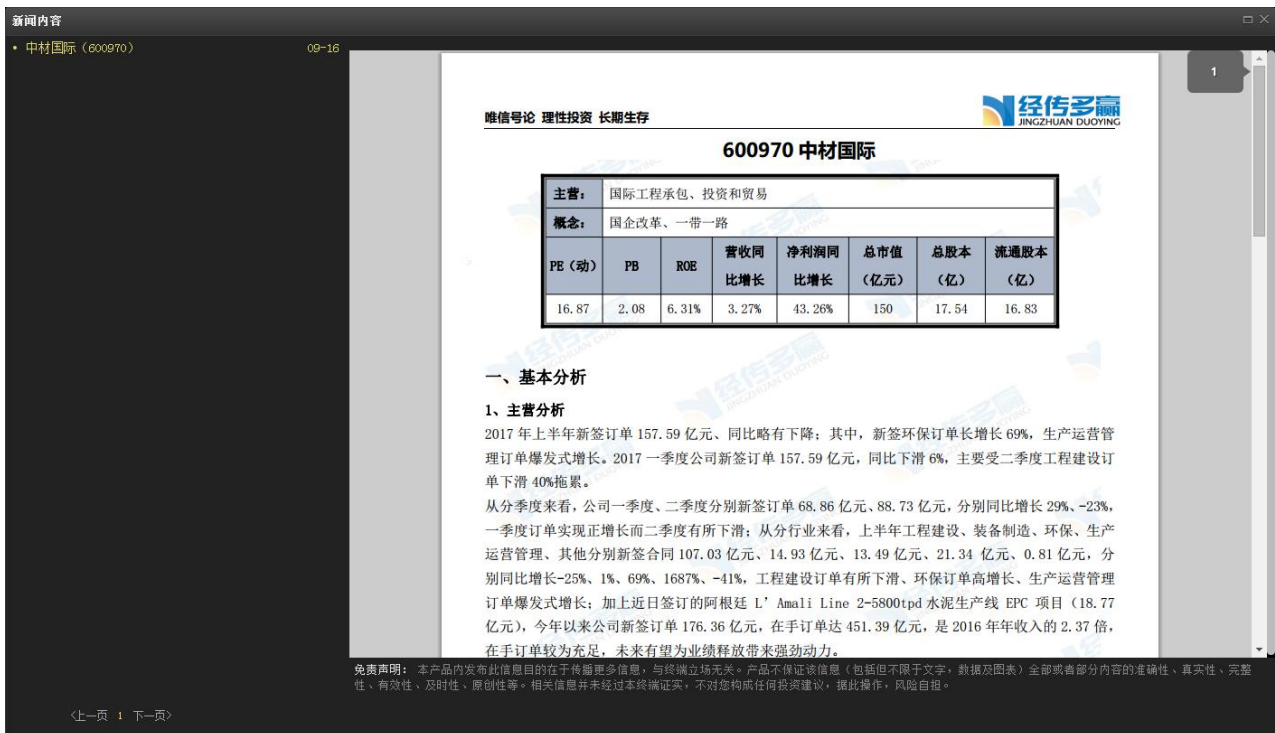 新闻内容
• 中材国际（600970） 09-16
1
唯信号论 理性投资 长期生存
经传多赢
JINGZHUAN DUOYING
600970 中材国际
主营： 国际工程承包、投资和贸易
概念： 国企改革、一带一路
PE（动） PB ROE 营收同比增长 净利润同比增长 总市值（亿元） 总股本（亿） 流通股本（亿）
16.87 2.08 6.31% 3.27% 43.26% 150 17.54 16.83
一、基本分析
1、主营分析
2017 年上半年新签订单 157.59 亿元、同比略有下降；其中，新签环保订单长增长 69%，生产运营管
理订单爆发式增长。2017 一季度公司新签订单 157.59 亿元，同比下滑 6%，主要受二季度工程建设订
单下滑 40%拖累。
从分季度来看，公司一季度、二季度分别新签订单 68.86 亿元、88.73 亿元，分别同比增长 29%、-23%，
一季度订单实现正增长而二季度有所下滑；从分行业来看，上半年工程建设、装备制造、环保、生产
运营管理、其他分别新签合同 107.03 亿元、14.93 亿元、13.49 亿元、21.34 亿元、0.81 亿元，分
别同比增长-25%、1%、69%、1687%、-41%，工程建设订单有所下滑、环保订单高增长、生产运营管理
订单爆发式增长；加上近日签订的阿根廷 L’Amali Line 2-5800tpd 水泥生产线 EPC 项目（18.77
亿元），今年以来公司新签订单 176.36 亿元，在手订单达 451.39 亿元，是 2016 年年收入的 2.37 倍，
在手订单较为充足，未来有望为业绩释放带来强劲动力。
免责声明： 本产品内发布此信息目的在于传播更多信息，与终端立场无关。产品不保证该信息（包括但不限于文字，数据及图表）全部或者部分内容的准确性、真实性、完整
性、有效性、及时性、原创性等。相关信息并未经过本终端证实，不对您构成任何投资建议，据此操作，风险自担。
〈上一页 1 下一页〉